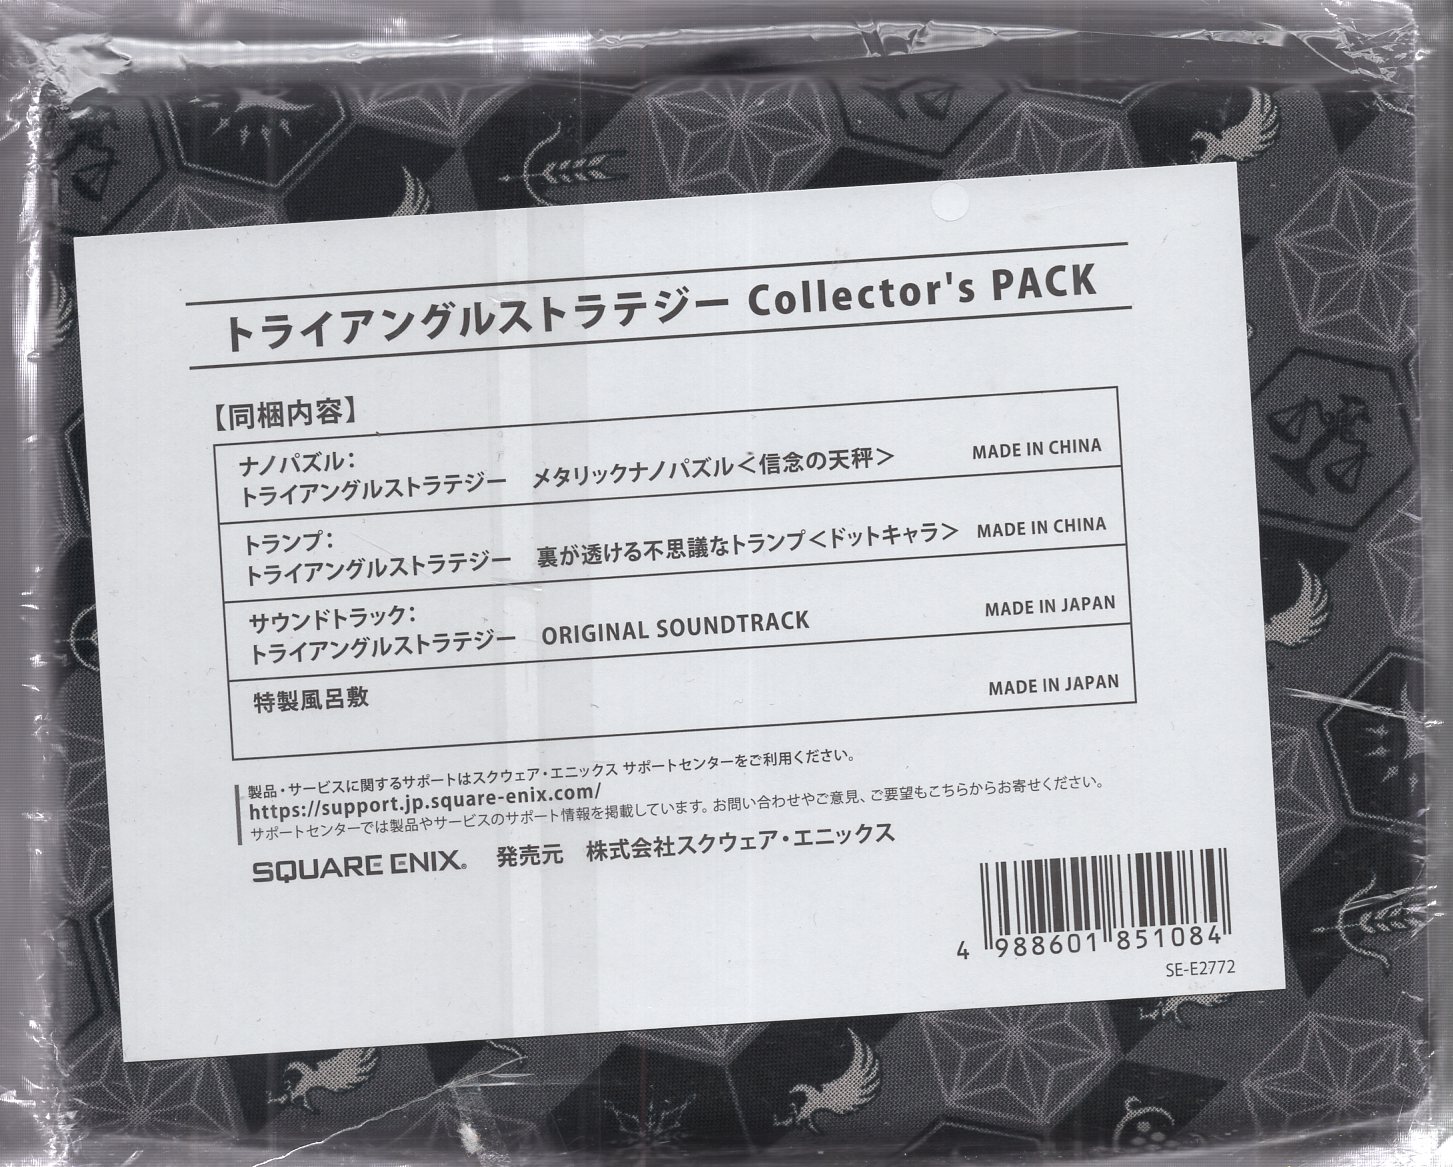 トライアングルストラテジー Collector's PACK
【同梱内容】
ナノパズル：
トライアングルストラテジー　メタリックナノパズル＜信念の天秤＞　MADE IN CHINA
トランプ：
トライアングルストラテジー　裏が透ける不思議なトランプ＜ドットキャラ＞　MADE IN CHINA
サウンドトラック：
トライアングルストラテジー　ORIGINAL SOUNDTRACK　MADE IN JAPAN
特製風呂敷　MADE IN JAPAN
製品・サービスに関するサポートはスクウェア・エニックス サポートセンターをご利用ください。
https://support.jp.square-enix.com/
サポートセンターでは製品やサービスのサポート情報を掲載しています。お問い合わせやご意見、ご要望もこちらからお寄せください。
SQUARE ENIX®　発売元　株式会社スクウェア・エニックス
4 988601 851084
SE-E2772